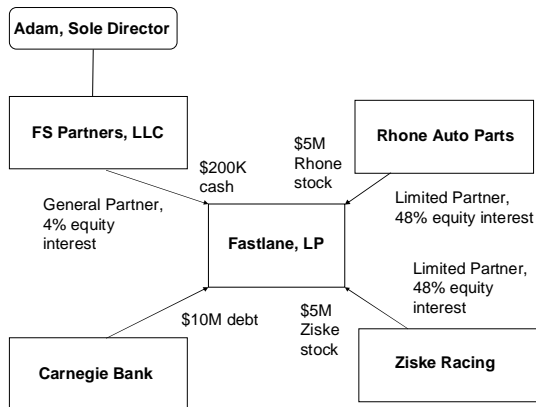 Adam, Sole Director
FS Partners, LLC
Rhone Auto Parts
$200K
cash
$5M
Rhone
stock
General Partner,
4% equity
interest
Limited Partner,
48% equity interest
Fastlane, LP
Limited Partner,
48% equity
interest
$10M debt
$5M
Ziske
stock
Carnegie Bank
Ziske Racing